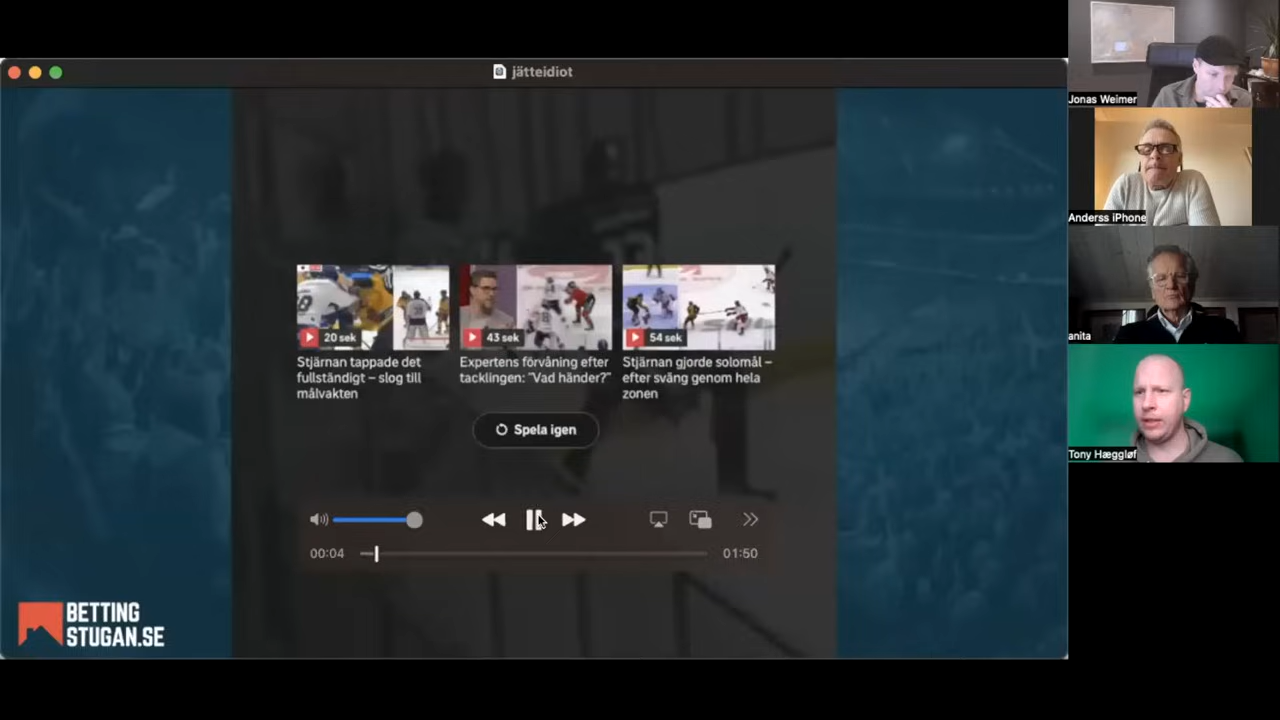 jätteidiot
Jonas Weimer
Anderss iPhone
anita
Tony Hæggløf
20 sek
43 sek
54 sek
Stjärnan tappade det
fullständigt – slog till
målvakten
Expertens förvåning efter
tacklingen: "Vad händer?"
Stjärnan gjorde solomål –
efter sväng genom hela
zonen
Spela igen
00:04
01:50
BETTING
STUGAN.SE